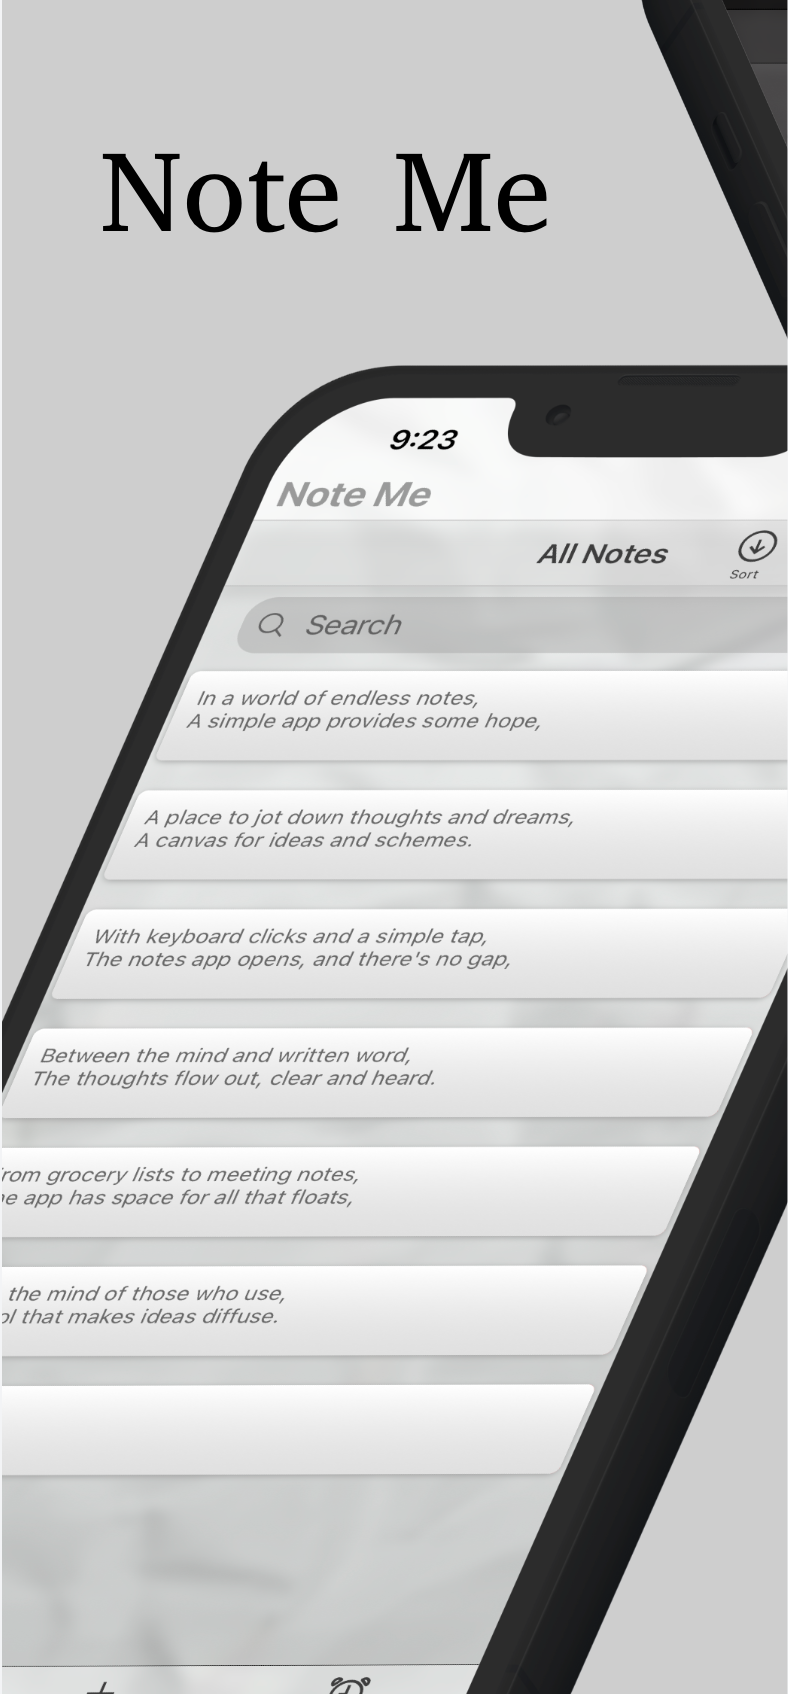 Note Me
9:23
Note Me
All Notes
Sort
Search
In a world of endless notes,
A simple app provides some hope,
A place to jot down thoughts and dreams,
A canvas for ideas and schemes.
With keyboard clicks and a simple tap,
The notes app opens, and there's no gap,
Between the mind and written word,
The thoughts flow out, clear and heard.
grocery lists to meeting notes,
app has space for all that floats,
the mind of those who use,
that makes ideas diffuse.